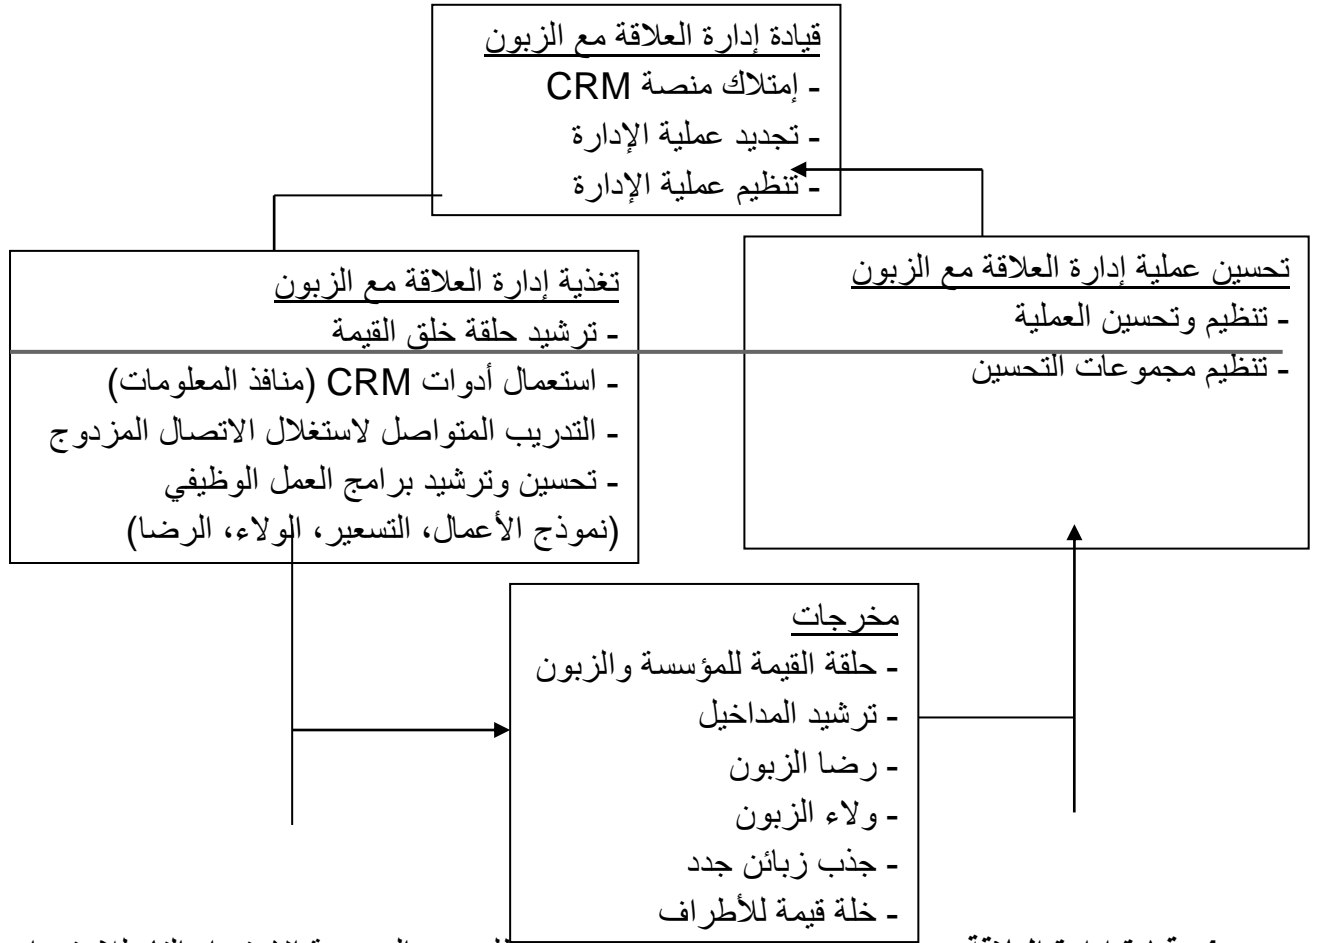 قيادة إدارة العلاقة مع الزبون
- إمتلاك منصة CRM
- تجديد عملية الإدارة
- تنظيم عملية الإدارة
تحسين عملية إدارة العلاقة مع الزبون
- تنظيم وتحسين العملية
- تنظيم مجموعات التحسين
تغذية إدارة العلاقة مع الزبون
- ترشيد حلقة خلق القيمة
- استعمال أدوات CRM (منافذ المعلومات)
- التدريب المتواصل لاستغلال الاتصال المزدوج
- تحسين وترشيد برامج العمل الوظيفي
(نموذج الأعمال، التسعير، الولاء، الرضا)
مخرجات
- حلقة القيمة للمؤسسة والزبون
- ترشيد المداخيل
- رضا الزبون
- ولاء الزبون
- جذب زبائن جدد
- خلة قيمة للأطراف